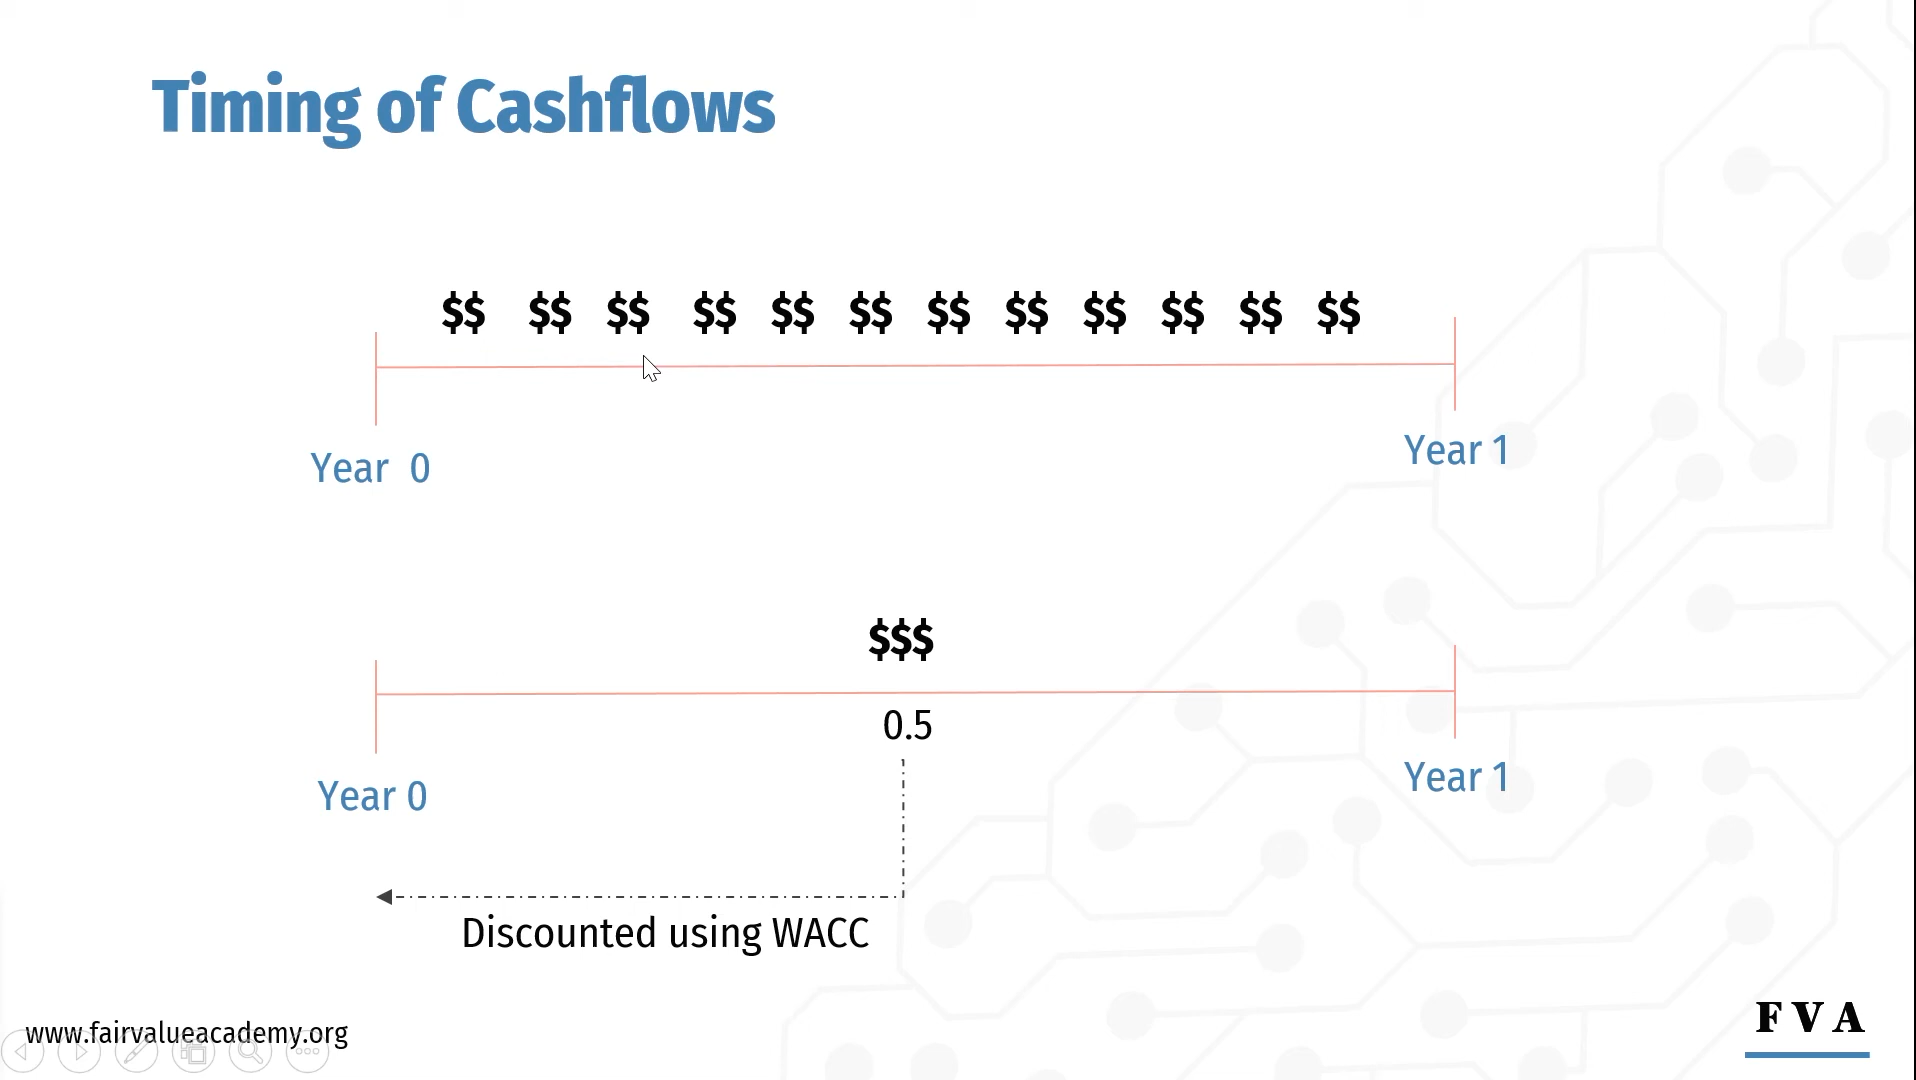 Timing of Cashflows
$$ $$ $$ $$ $$ $$ $$ $$ $$ $$ $$ $$
Year 0
Year 1
$$$
0.5
Year 0
Year 1
Discounted using WACC
www.fairvalueacademy.org
FVA